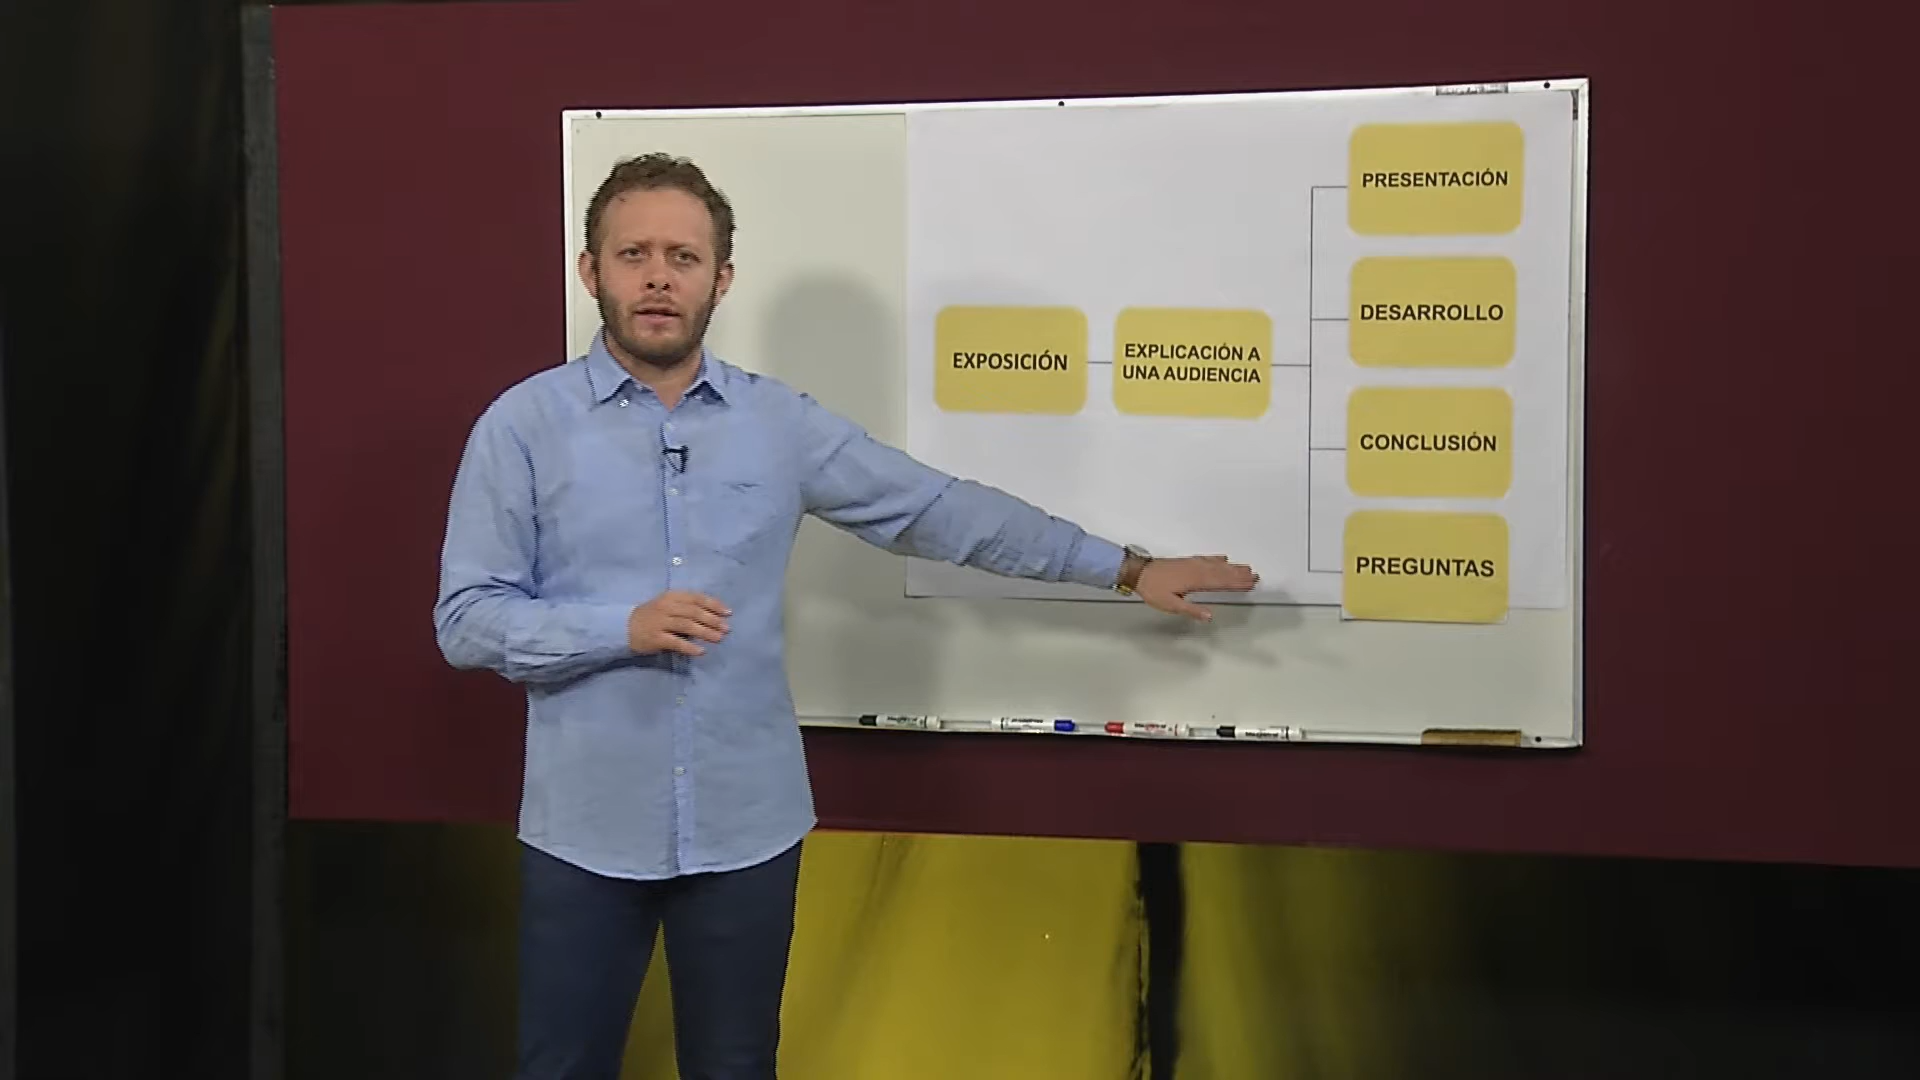 EXPOSICIÓN
EXPLICACIÓN A
UNA AUDIENCIA
PRESENTACIÓN
DESARROLLO
CONCLUSIÓN
PREGUNTAS